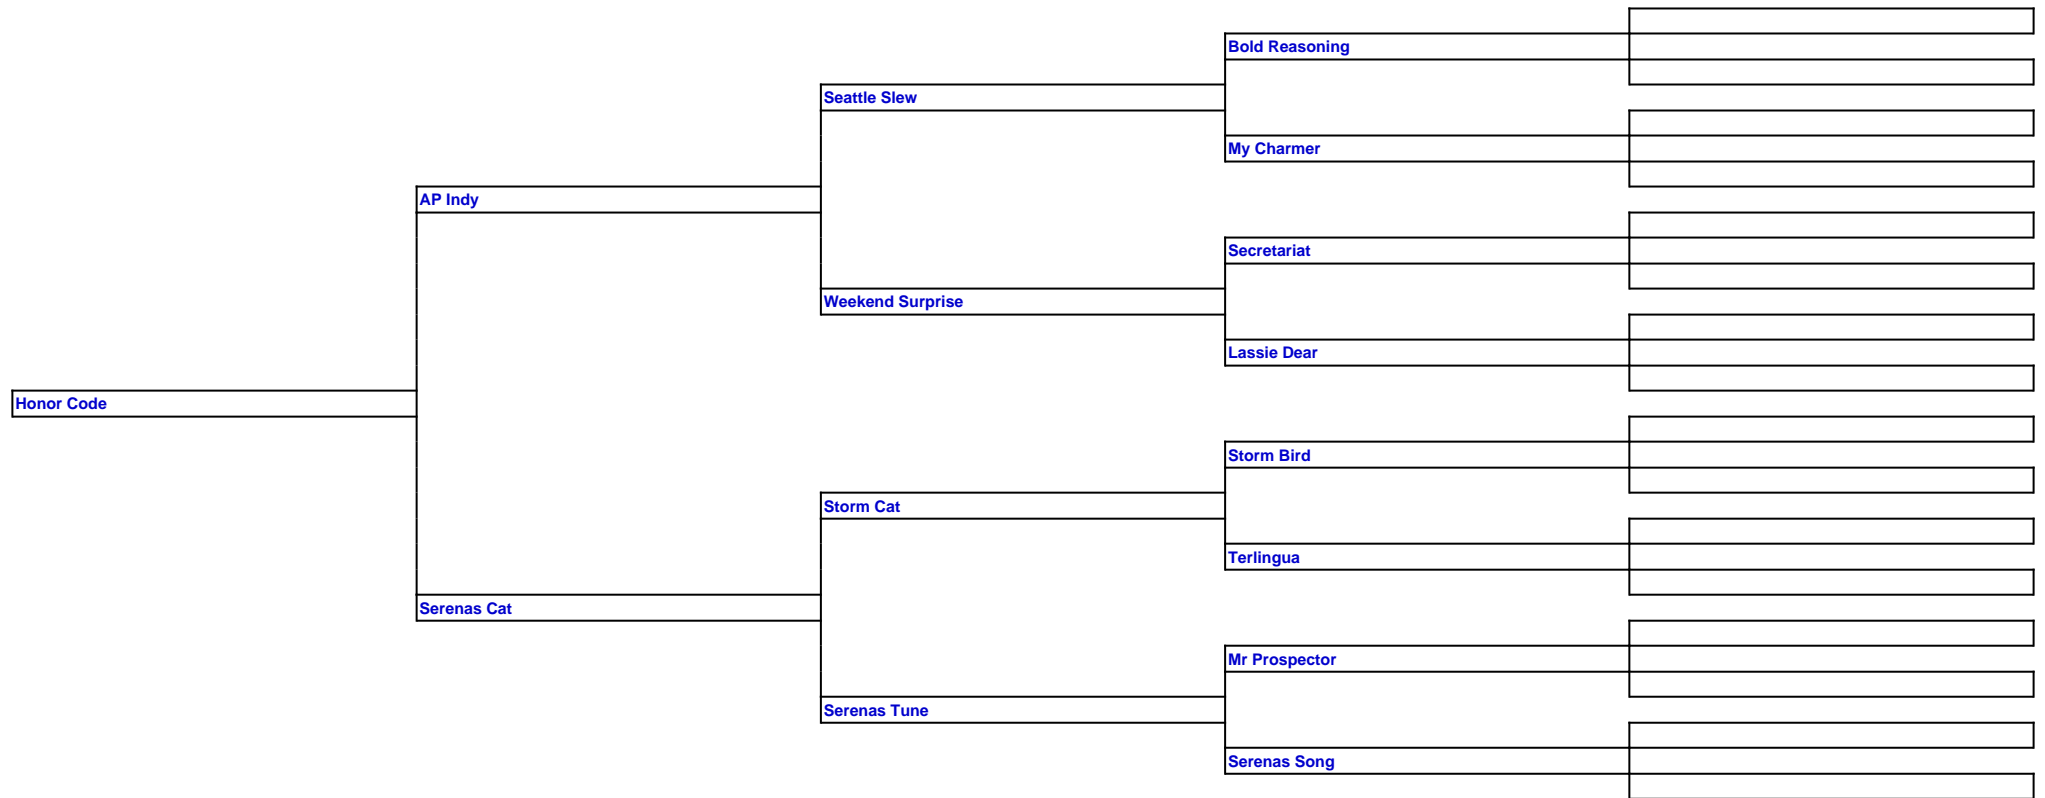 Bold Reasoning
Seattle Slew
My Charmer
AP Indy
Secretariat
Weekend Surprise
Lassie Dear
Honor Code
Storm Bird
Storm Cat
Terlingua
Serenas Cat
Mr Prospector
Serenas Tune
Serenas Song